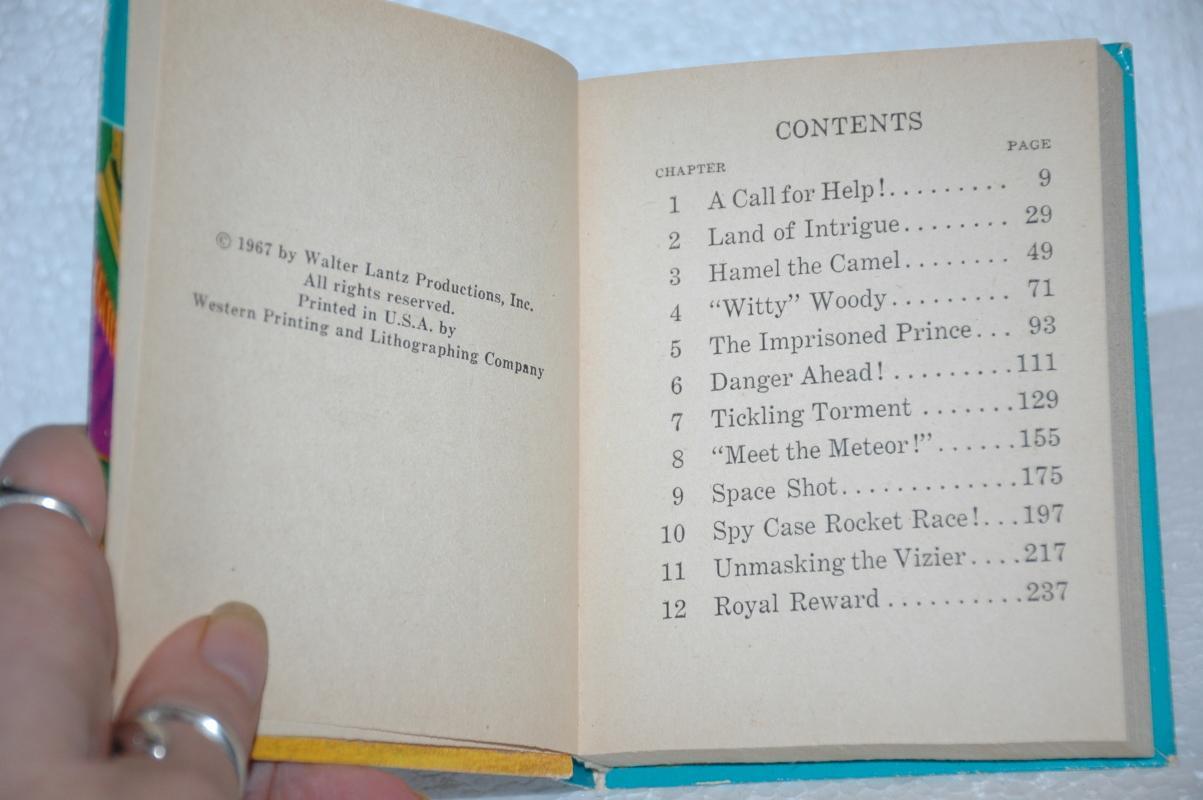 © 1967 by Walter Lantz Productions, Inc.
All rights reserved.
Printed in U.S.A. by
Western Printing and Lithographing Company
CONTENTS
CHAPTER PAGE
1 A Call for Help!......... 9
2 Land of Intrigue........ 29
3 Hamel the Camel........ 49
4 “Witty” Woody......... 71
5 The Imprisoned Prince... 93
6 Danger Ahead! .........111
7 Tickling Torment .......129
8 “Meet the Meteor!”......155
9 Space Shot.............175
10 Spy Case Rocket Race!...197
11 Unmasking the Vizier....217
12 Royal Reward ..........237